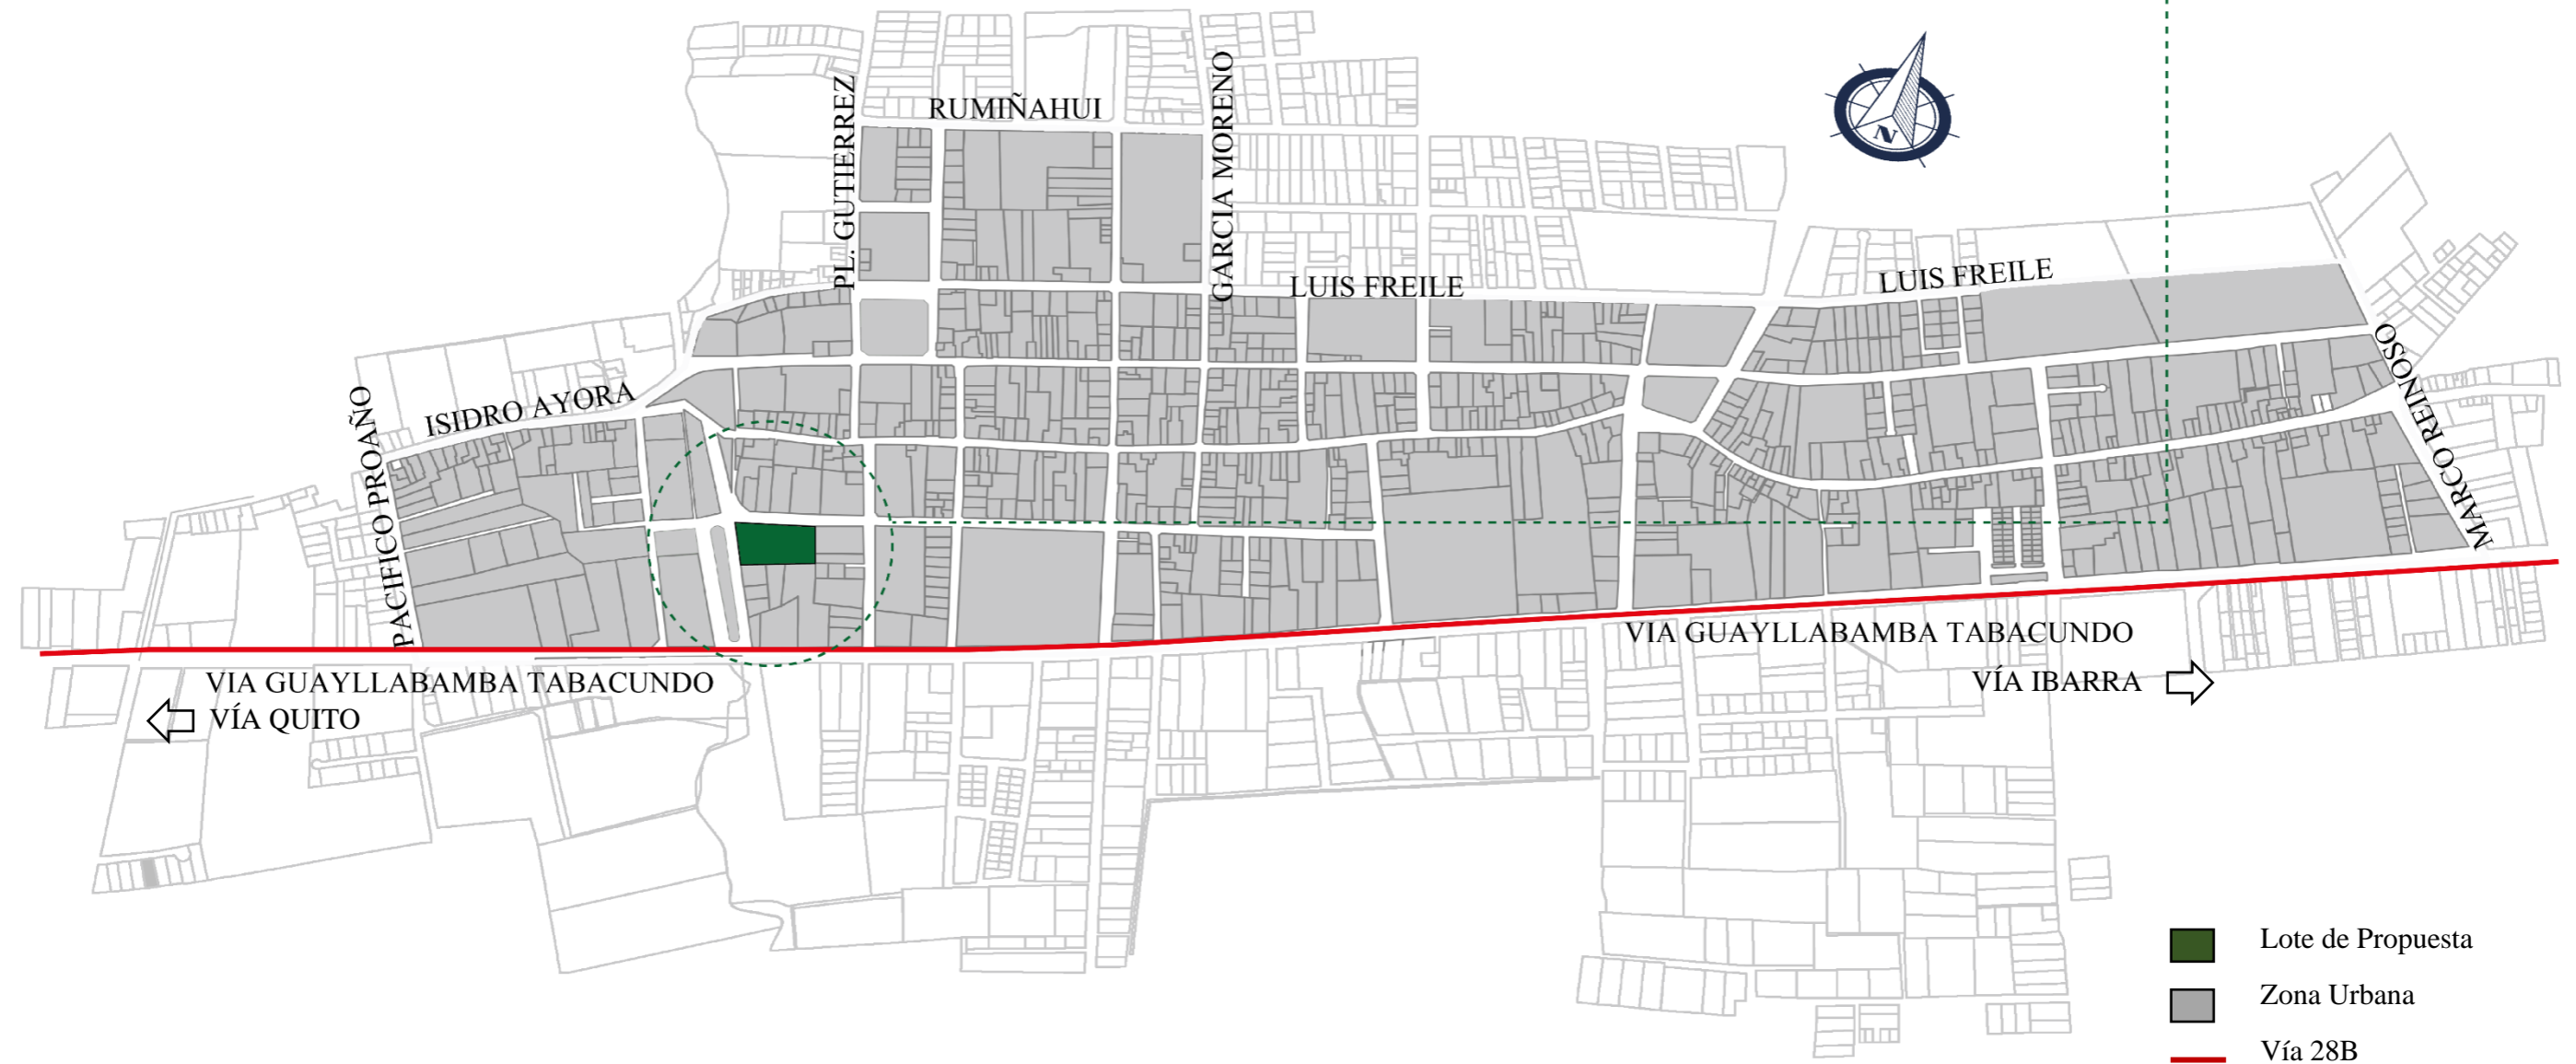 PL. GUTIERREZ
RUMIÑAHUI
GARCIA MORENO
N
LUIS FREILE
LUIS FREILE
MARCO REINOSO
PACIFICO PROAÑO
ISIDRO AYORA
VIA GUAYLLABAMBA TABACUNDO
VÍA QUITO
VIA GUAYLLABAMBA TABACUNDO
VÍA IBARRA
Lote de Propuesta
Zona Urbana
Vía 28B